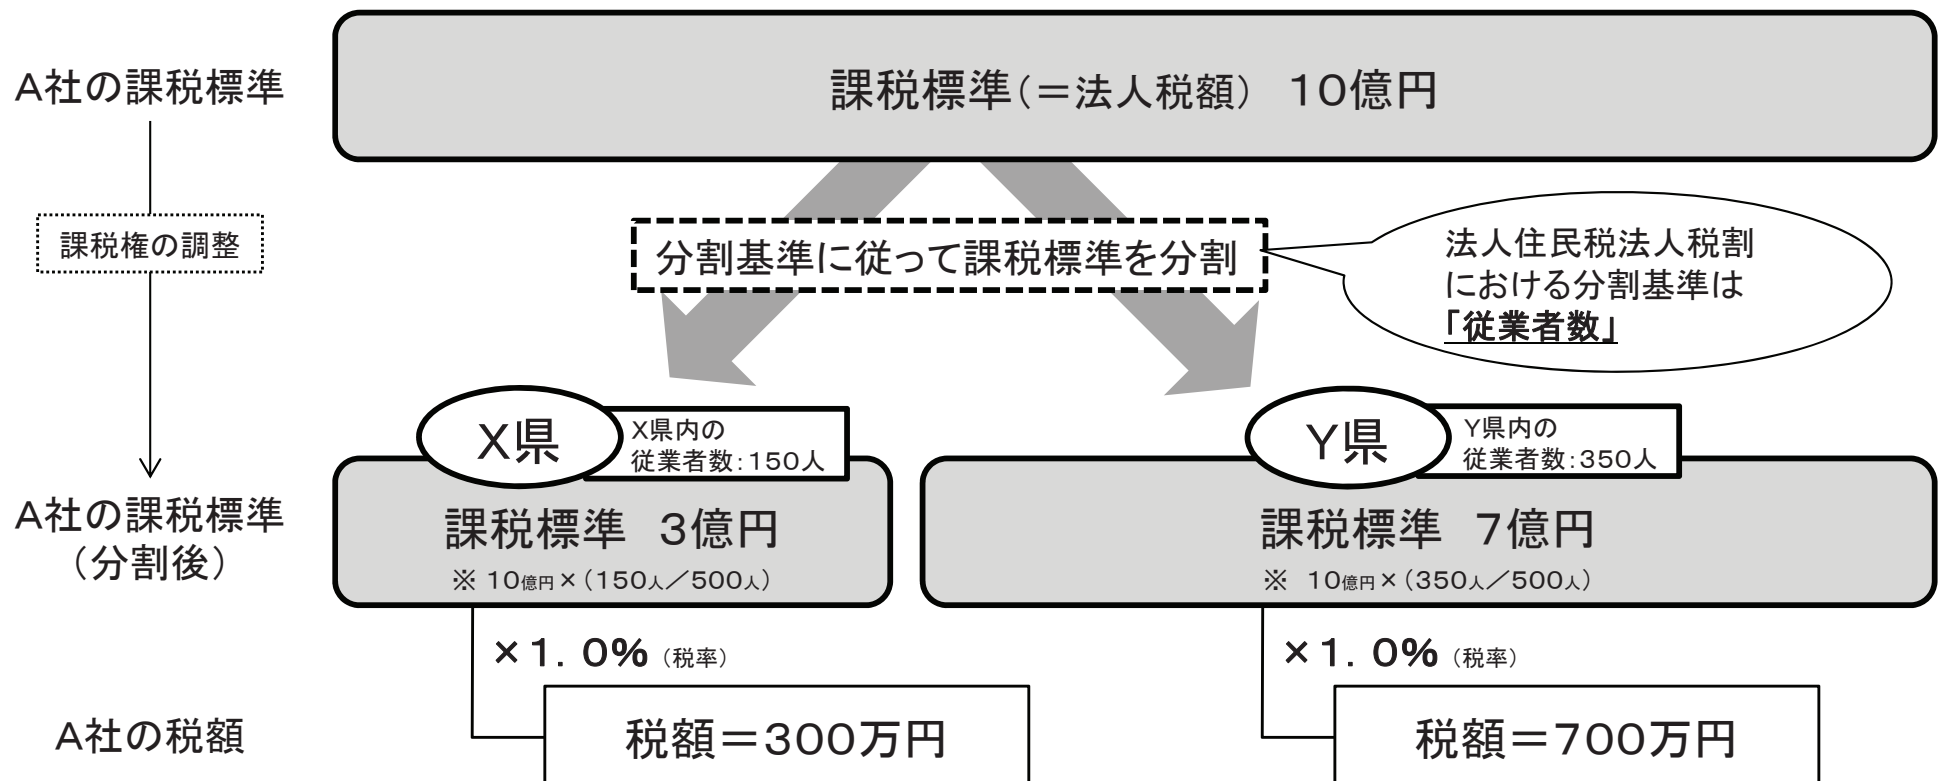 A社の課税標準
課税標準(＝法人税額)　10億円
課税権の調整
分割基準に従って課税標準を分割
法人住民税法人税割
における分割基準は
「従業者数」
X県
X県内の
従業者数：150人
Y県
Y県内の
従業者数：350人
A社の課税標準
（分割後）
課税標準　3億円
※ 10億円×（150人／500人）
課税標準　7億円
※ 10億円×（350人／500人）
×1．0%（税率）
×1．0%（税率）
A社の税額
税額＝300万円
税額＝700万円